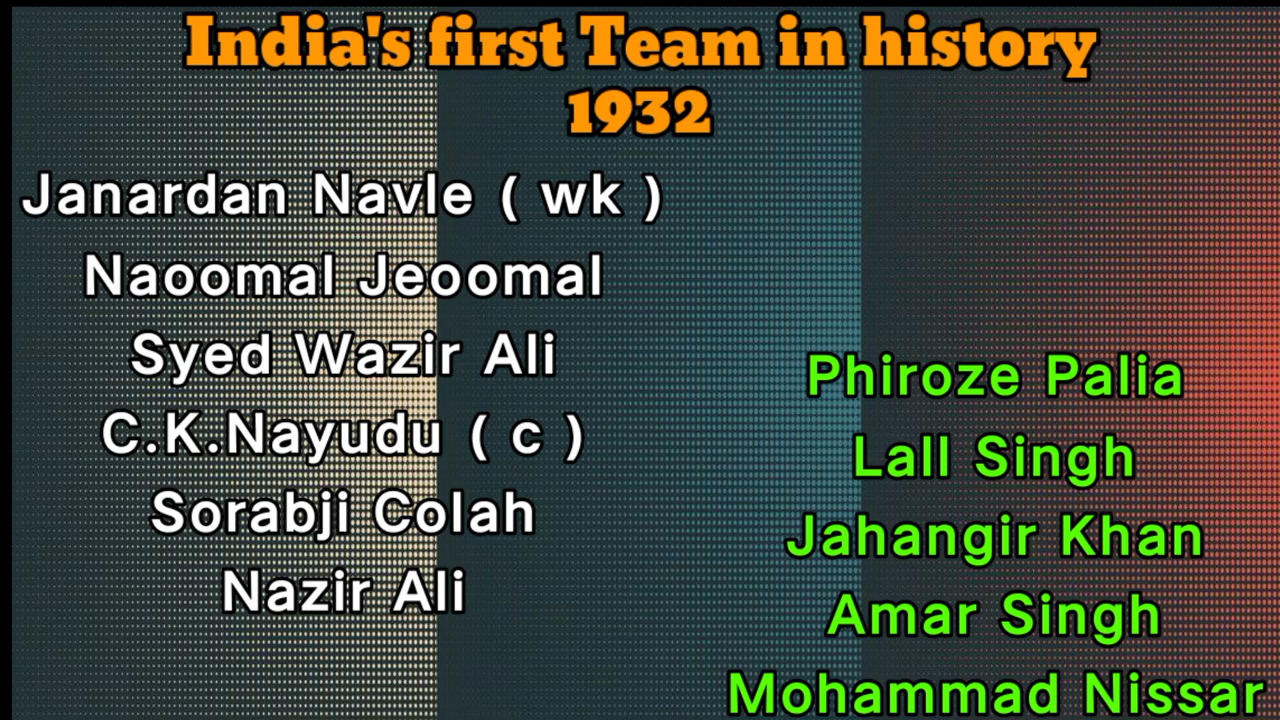 India's first Team in history
1932
Janardan Navle ( wk )
Naoomal Jeoomal
Syed Wazir Ali
C.K.Nayudu ( c )
Sorabji Colah
Nazir Ali
Phiroze Palia
Lall Singh
Jahangir Khan
Amar Singh
Mohammad Nissar